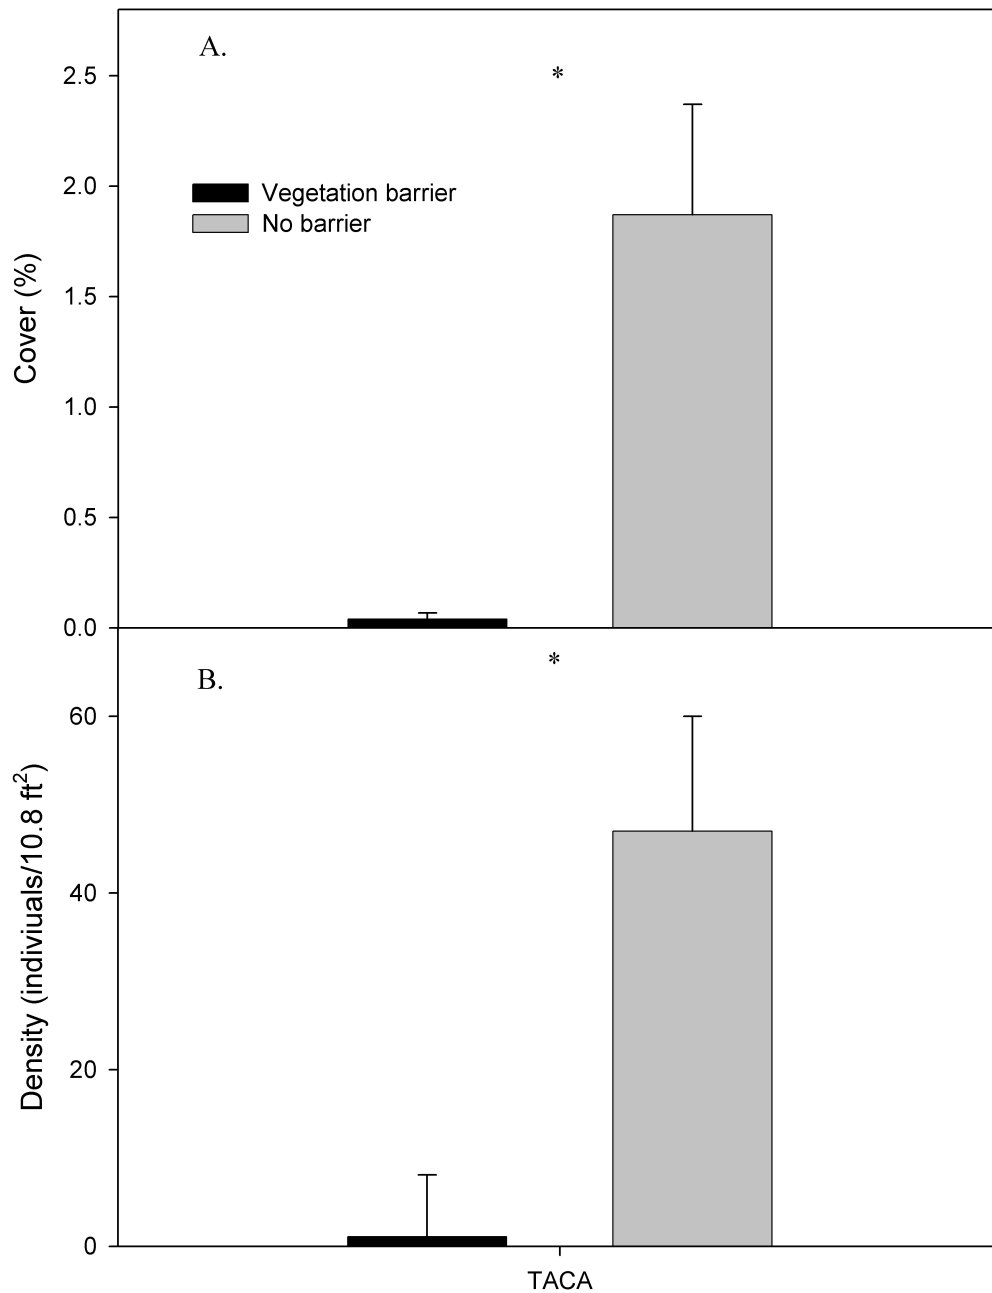 A.
*
2.5
2.0
1.5
1.0
0.5
0.0
Cover (%)
Vegetation barrier
No barrier
B.
*
60
40
20
0
Density (indiviuals/10.8 ft²)
TACA